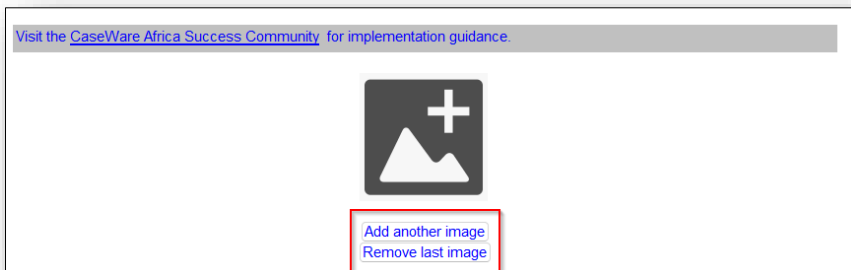 Visit the CaseWare Africa Success Community for implementation guidance.
Add another image
Remove last image